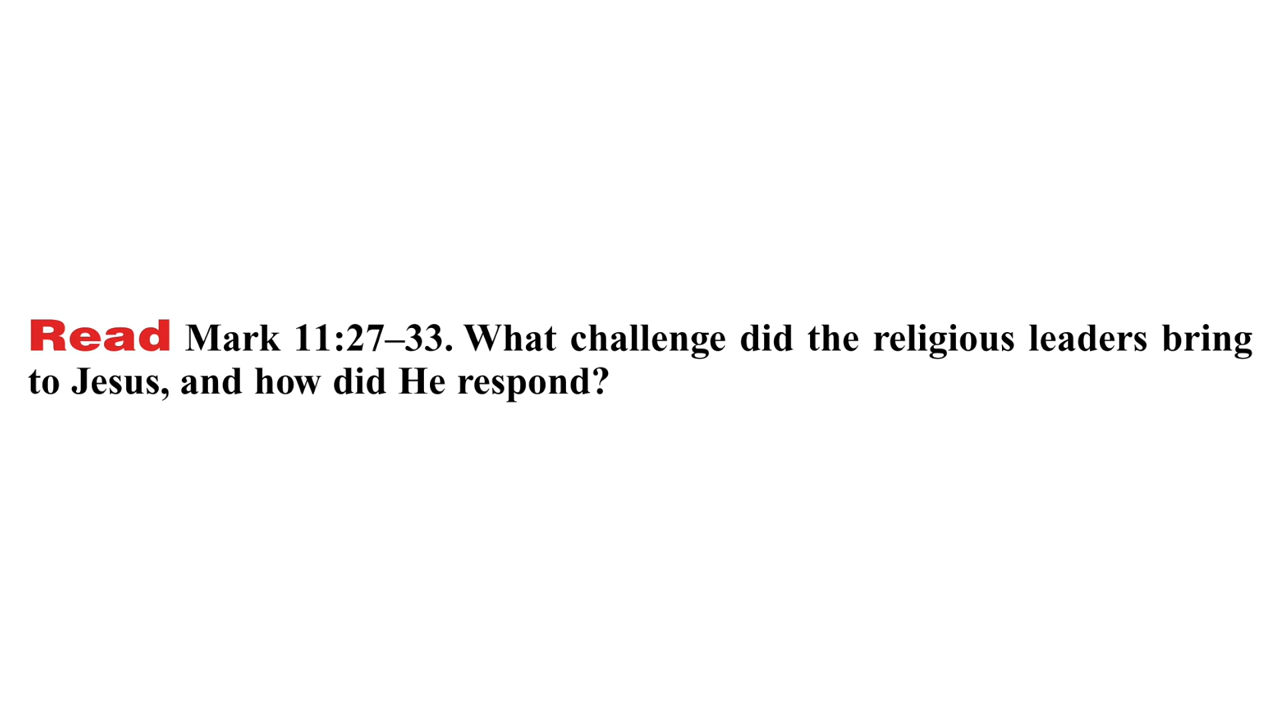 Read Mark 11:27–33. What challenge did the religious leaders bring
to Jesus, and how did He respond?